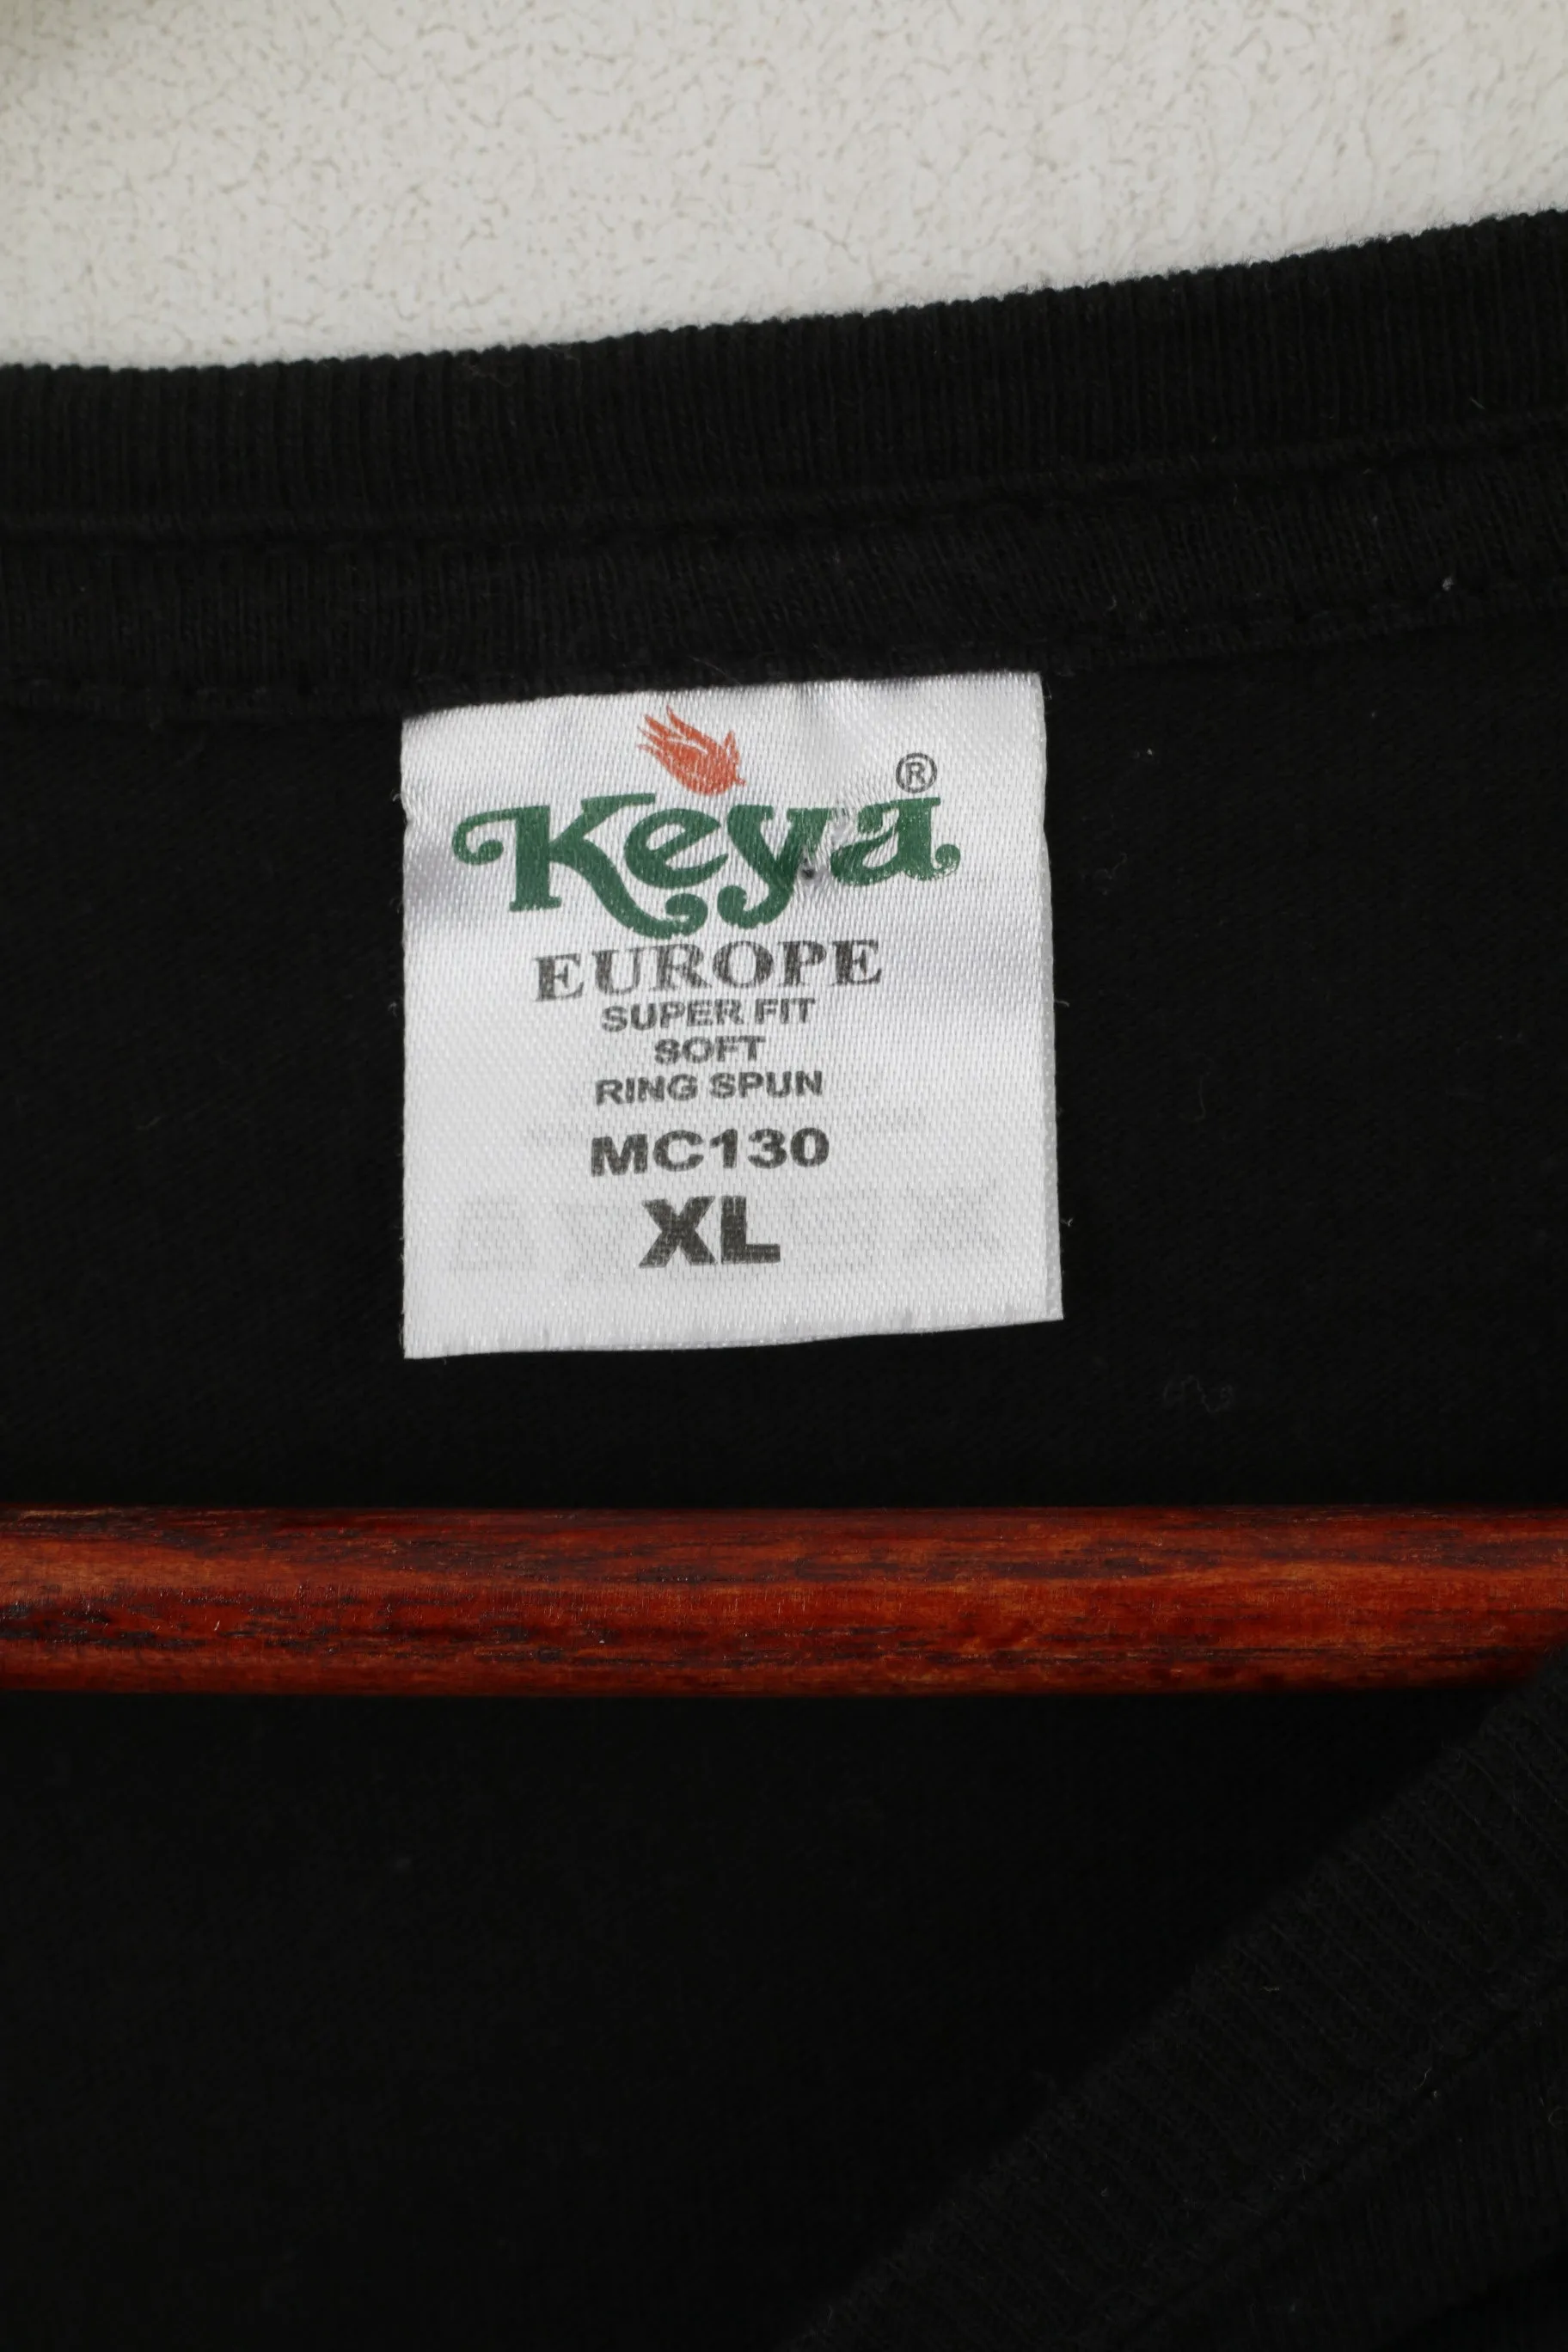 Keya®
EUROPE
SUPER FIT
SOFT
RING SPUN
MC130
XL